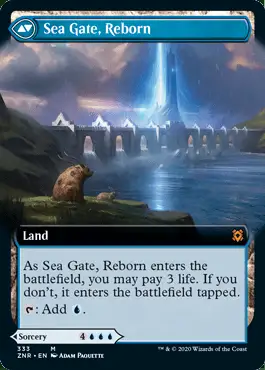 Sea Gate, Reborn
Land
As Sea Gate, Reborn enters the
battlefield, you may pay 3 life. If you
don't, it enters the battlefield tapped.
: Add .
Sorcery 4
333 M
ZNR • EN Adam Paquette
™ & © 2020 Wizards of the Coast